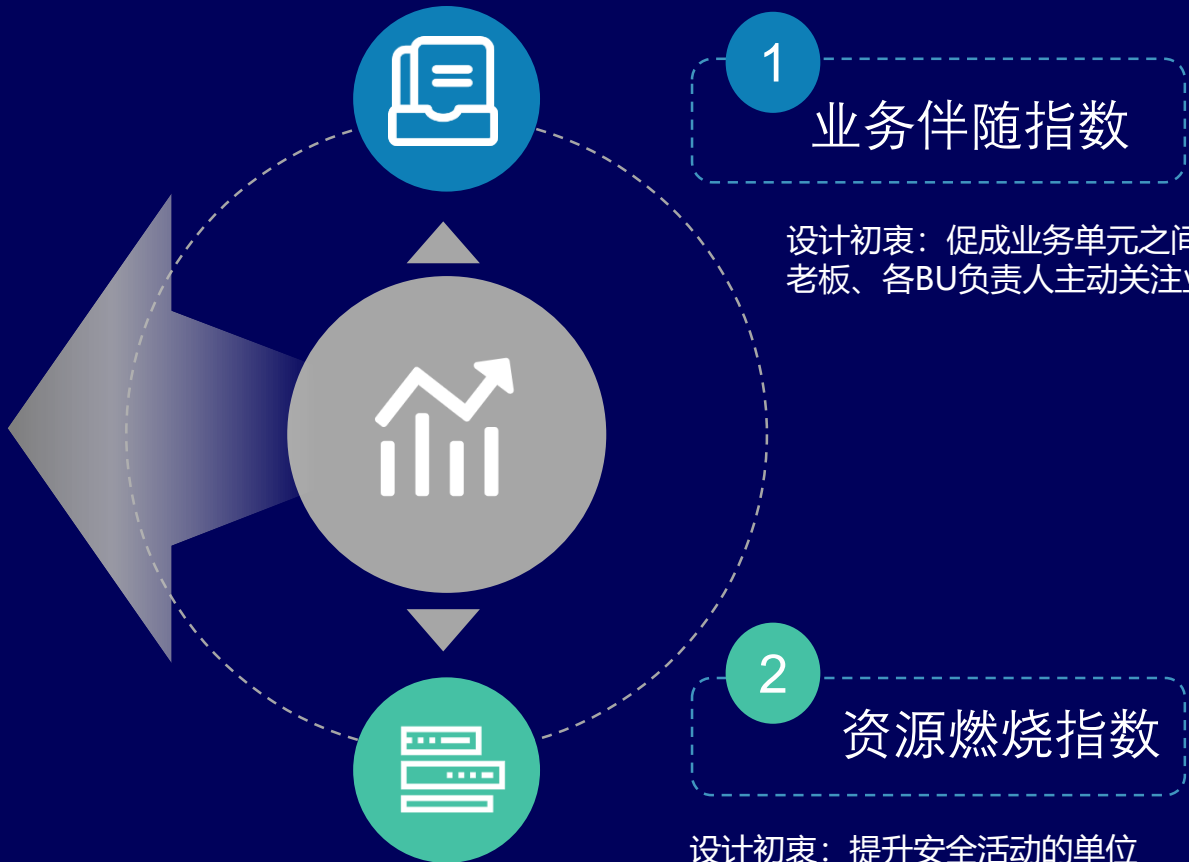 1
业务伴随指数
设计初衷：促成业务单元之间
老板、各BU负责人主动关注
2
资源燃烧指数
设计初衷：提升安全活动的单位